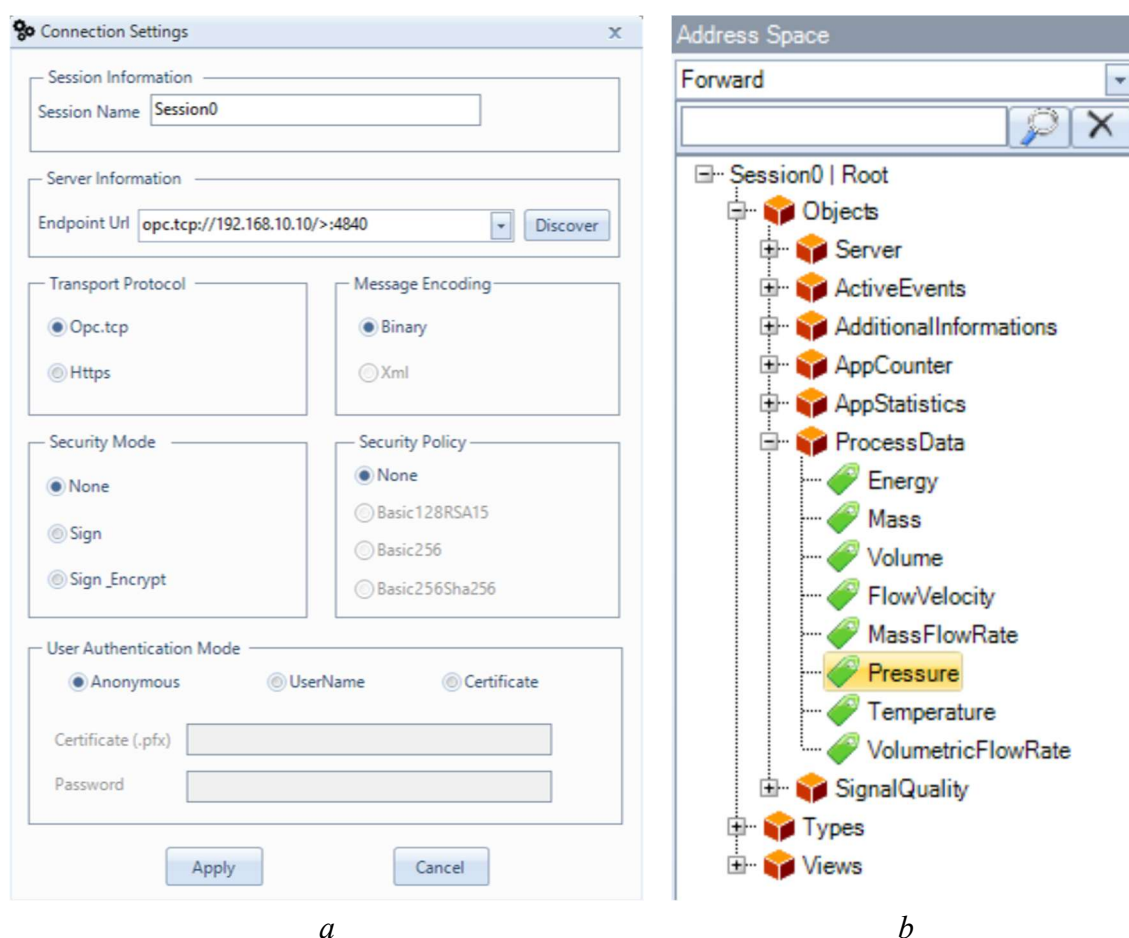 Connection Settings x
Session Information
Session Name Session0
Server Information
Endpoint Url opc.tcp://192.168.10.10/>:4840 Discover
Transport Protocol
Opc.tcp
Https
Message Encoding
Binary
Xml
Security Mode
None
Sign
Sign_Encrypt
Security Policy
None
Basic128RSA15
Basic256
Basic256Sha256
User Authentication Mode
Anonymous UserName Certificate
Certificate (.pfx)
Password
Apply Cancel
a
Address Space
Forward
Session0 | Root
Objects
Server
ActiveEvents
AdditionalInformations
AppCounter
AppStatistics
ProcessData
Energy
Mass
Volume
FlowVelocity
MassFlowRate
Pressure
Temperature
VolumetricFlowRate
SignalQuality
Types
Views
b